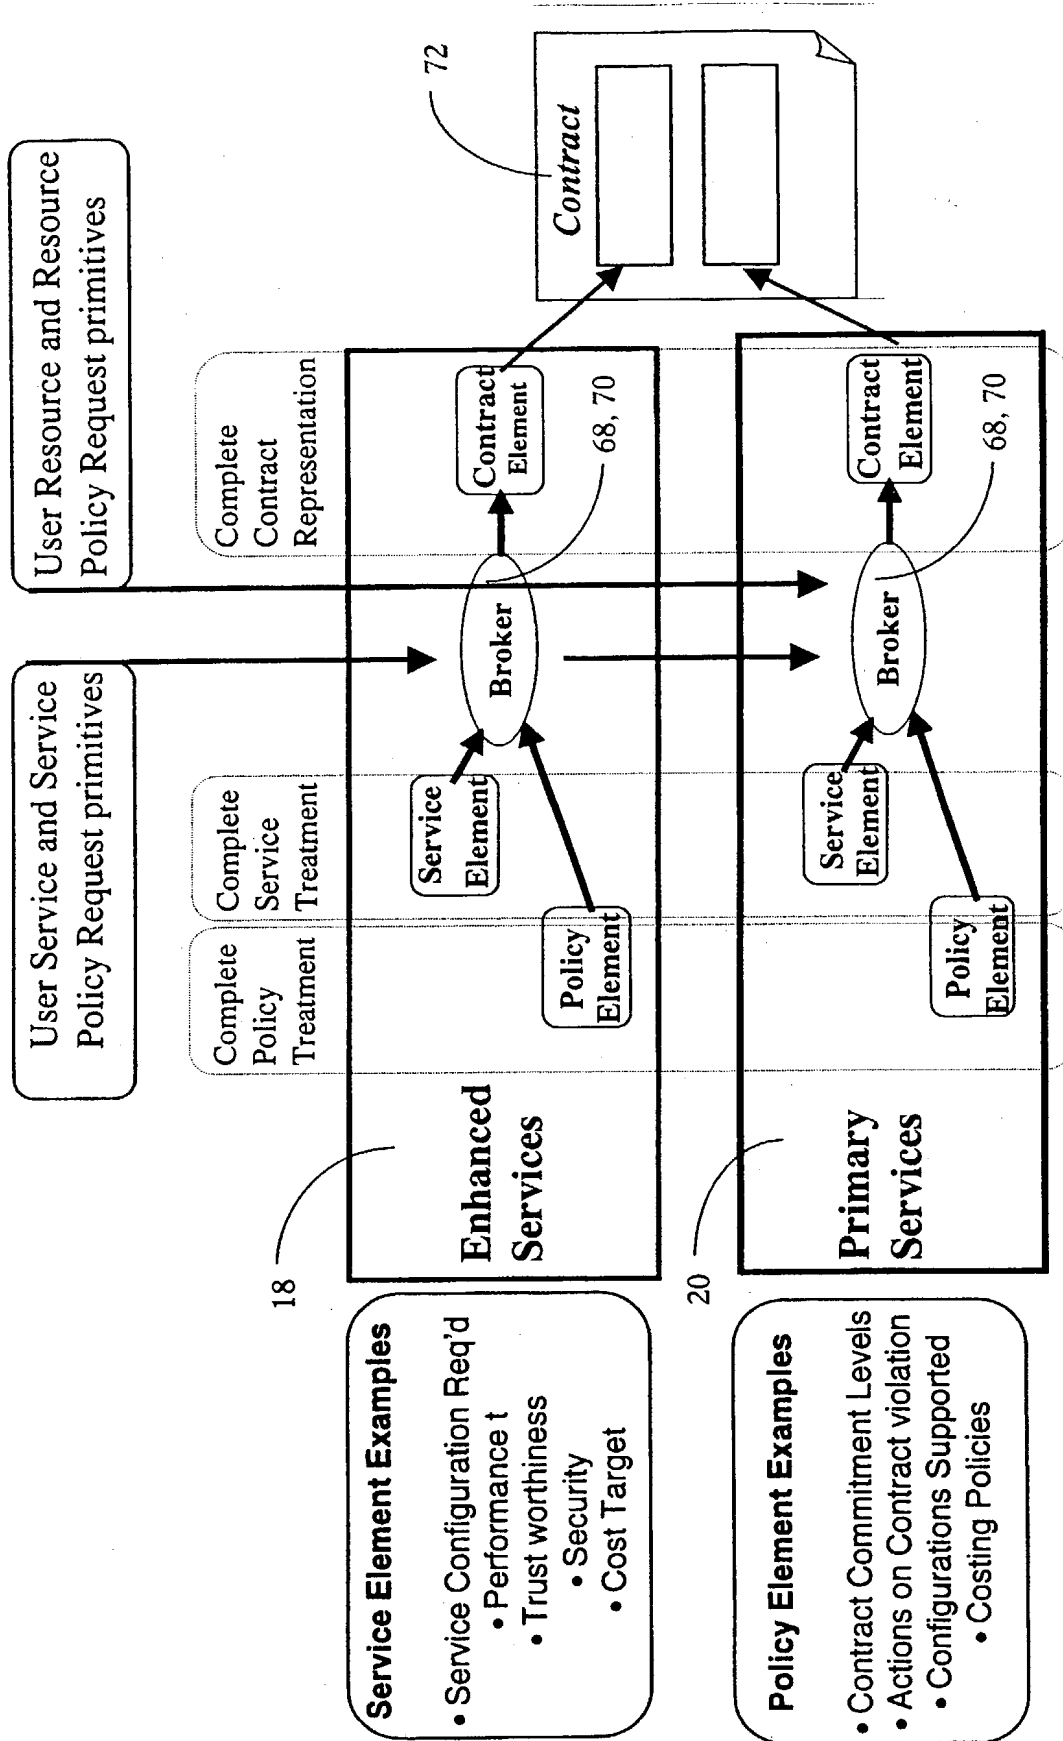 User Service and Service
Policy Request primitives
User Resource and Resource
Policy Request primitives
Complete
Policy
Treatment
Complete
Service
Treatment
Complete
Contract
Representation
72
Contract
18
Enhanced
Services
Policy
Element
Service
Element
Broker
Contract
Element
68, 70
20
Primary
Services
Policy
Element
Service
Element
Broker
Contract
Element
68, 70
Service Element Examples
• Service Configuration Req'd
• Performance t
• Trust worthiness
• Security
• Cost Target
Policy Element Examples
• Contract Commitment Levels
• Actions on Contract violation
• Configurations Supported
• Costing Policies